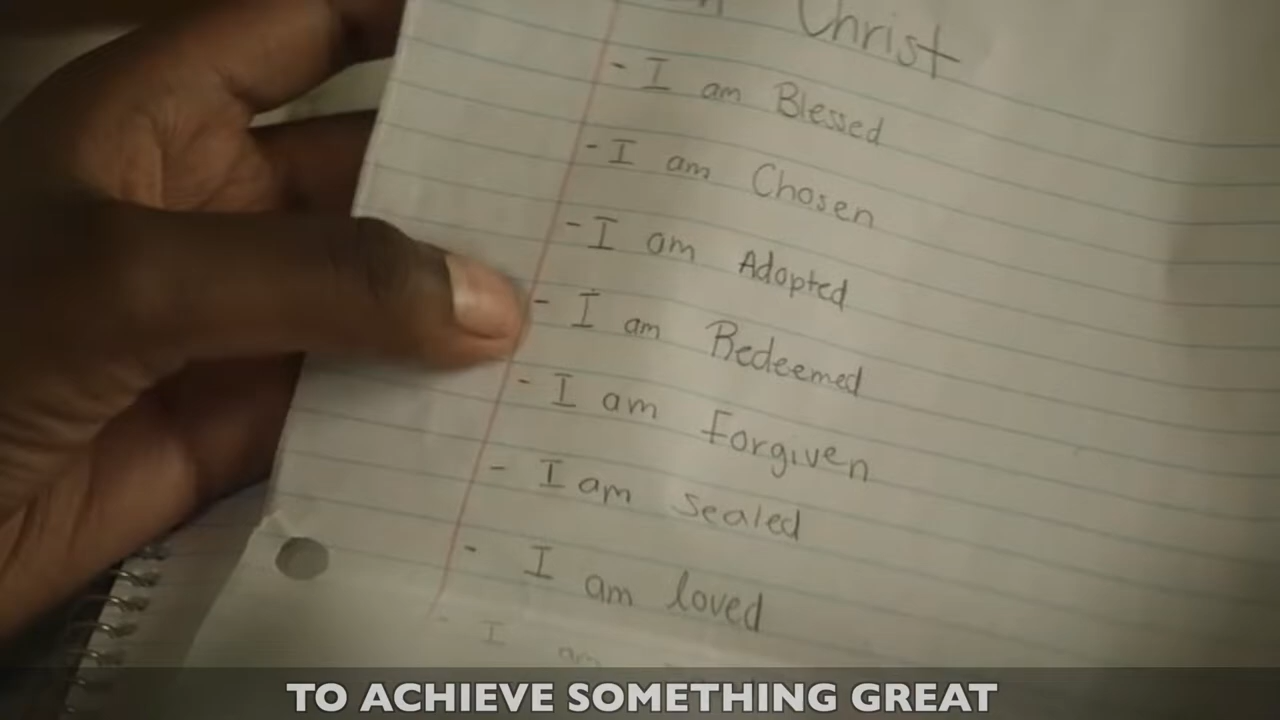 Christ
- I am Blessed
- I am Chosen
- I am Adopted
- I am Redeemed
- I am Forgiven
- I am sealed
- I am loved
- I am
TO ACHIEVE SOMETHING GREAT